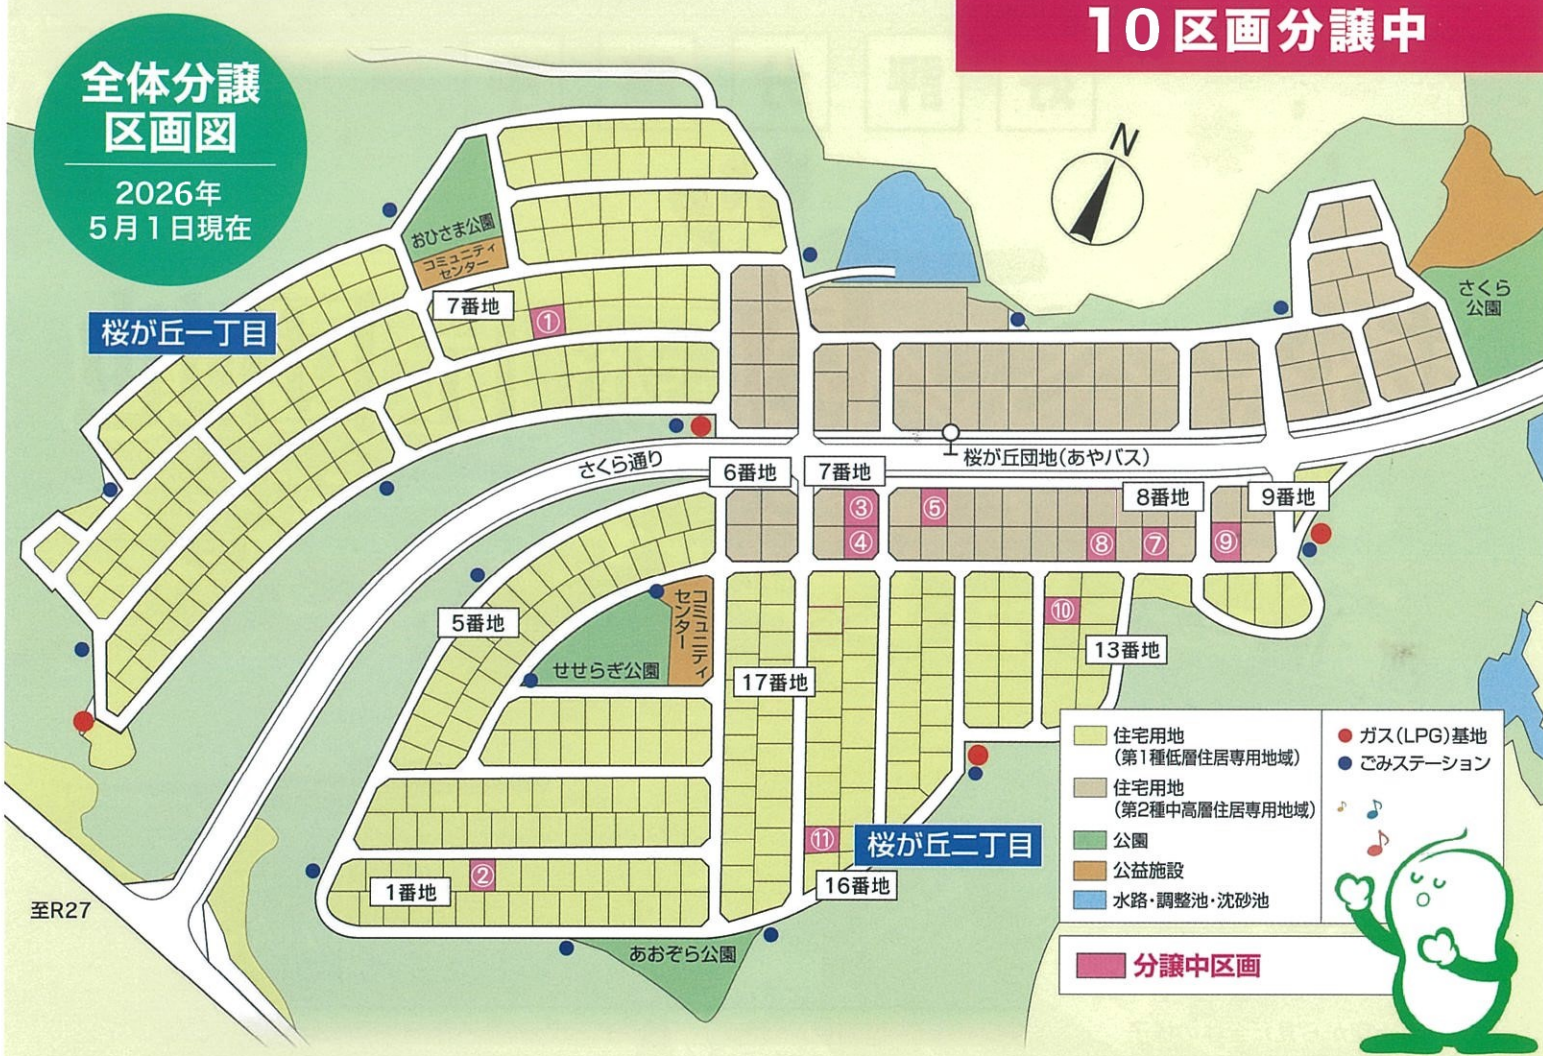 10区画分譲中
全体分譲
区画図
2026年
5月1日現在
N
おひさま公園
コミュニティ
センター
7番地
①
桜が丘一丁目
さくら
公園
さくら通り
桜が丘団地(あやバス)
6番地
7番地
8番地
9番地
③
⑤
④
⑧
⑦
⑨
⑩
コミュニティ
センター
5番地
せせらぎ公園
13番地
17番地
⑪
桜が丘二丁目
16番地
②
1番地
至R27
あおぞら公園
住宅用地
(第1種低層住居専用地域)
住宅用地
(第2種中高層住居専用地域)
公園
公益施設
水路・調整池・沈砂池
ガス(LPG)基地
ごみステーション
分譲中区画